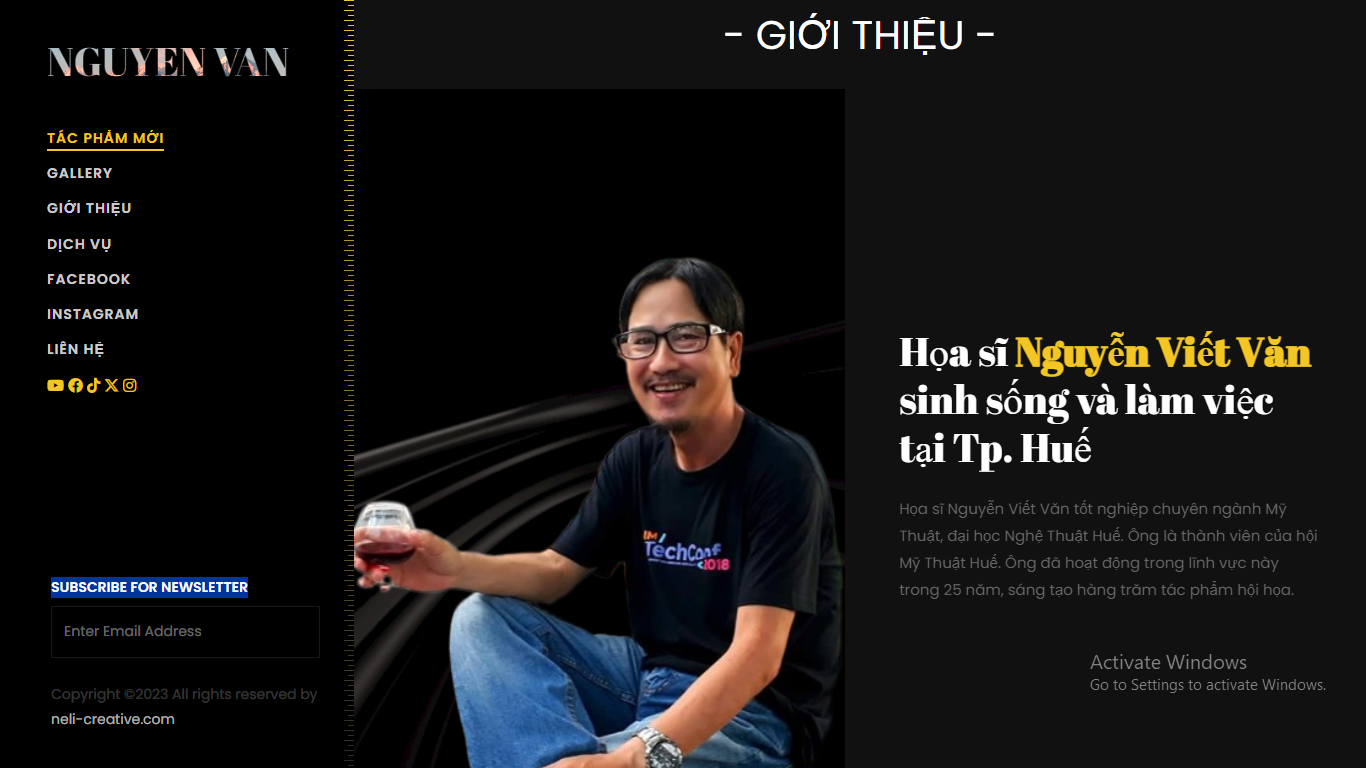 NGUYEN VAN
TÁC PHẨM MỚI
GALLERY
GIỚI THIỆU
DỊCH VỤ
FACEBOOK
INSTAGRAM
LIÊN HỆ
SUBSCRIBE FOR NEWSLETTER
Enter Email Address
Copyright ©2023 All rights reserved by
neli-creative.com
- GIỚI THIỆU -
TechConf
2018
Họa sĩ Nguyễn Viết Văn
sinh sống và làm việc
tại Tp. Huế
Họa sĩ Nguyễn Viết Văn tốt nghiệp chuyên ngành Mỹ
Thuật, đại học Nghệ Thuật Huế. Ông là thành viên của hội
Mỹ Thuật Huế. Ông đã hoạt động trong lĩnh vực này
trong 25 năm, sáng tạo hàng trăm tác phẩm hội họa.
Activate Windows
Go to Settings to activate Windows.